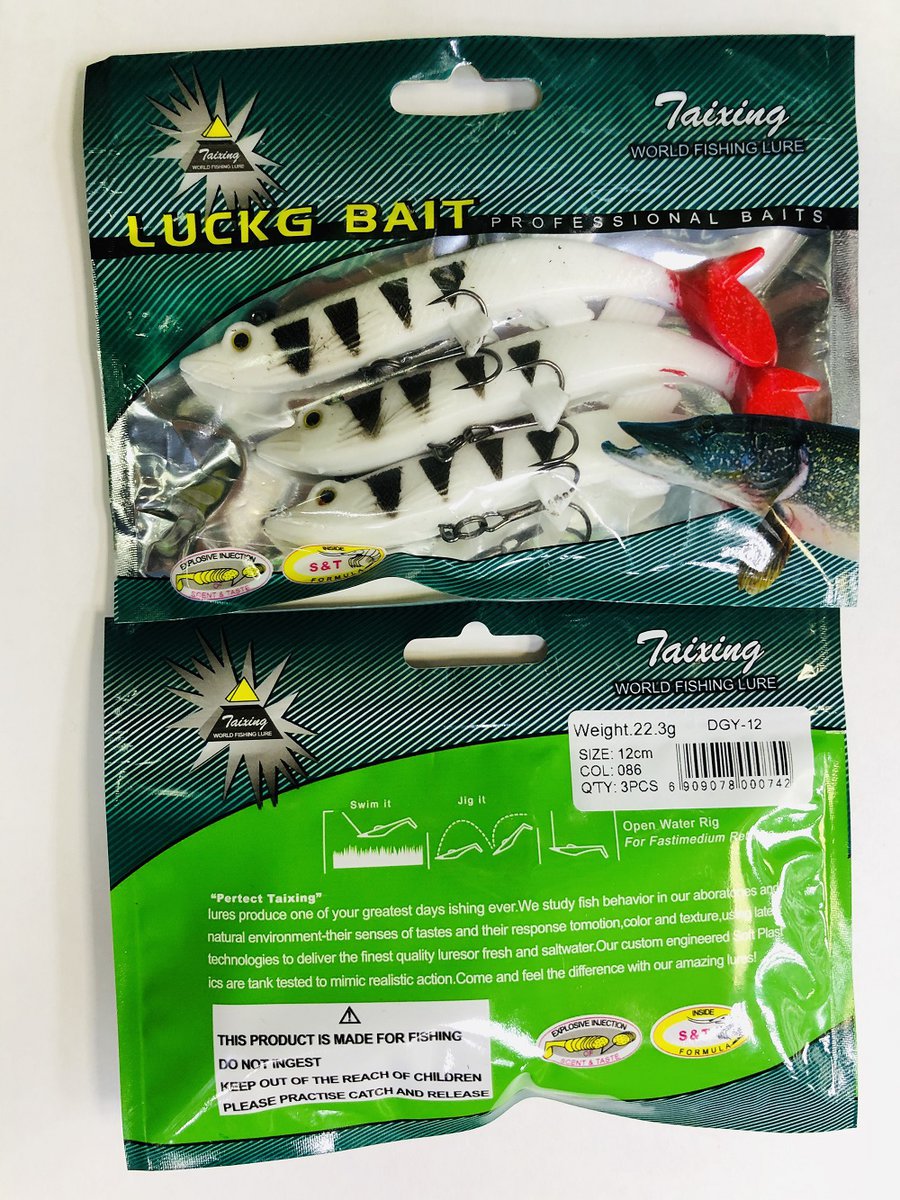 Taixing
WORLD FISHING LURE
Taixing
WORLD FISHING LURE
LUCKG BAIT PROFESSIONAL BAITS
EXPLOSIVE INJECTION
OF
SCENT & TASTE
INSIDE
S&T
FORMULA
Taixing
WORLD FISHING LURE
Taixing
WORLD FISHING LURE
Weight.22.3g DGY-12
SIZE: 12cm
COL: 086
Q'TY: 3PCS
6 909078 000742
Swim it Jig it
Open Water Rig
For Fastimedium
"Pertect Taixing"
lures produce one of your greatest days ishing ever.We study fish behavior in our aboratories and
natural environment-their senses of tastes and their response tomotion,color and texture,using late
technologies to deliver the finest quality luresor fresh and saltwater.Our custom engineered Soft Plast
ics are tank tested to mimic realistic action.Come and feel the difference with our amazing lures!
THIS PRODUCT IS MADE FOR FISHING
DO NOT INGEST
KEEP OUT OF THE REACH OF CHILDREN
PLEASE PRACTISE CATCH AND RELEASE
EXPLOSIVE INJECTION
OF
SCENT & TASTE
INSIDE
S&T
FORMULA